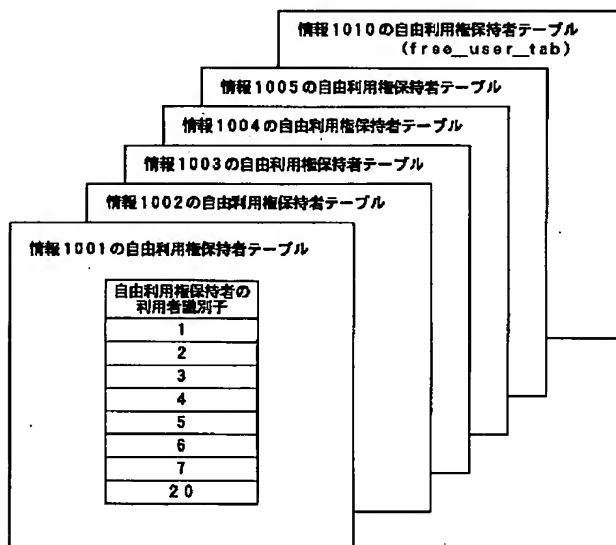 情報1010の自由利用権保持者テーブル
(free_user_tab)
情報1005の自由利用権保持者テーブル
情報1004の自由利用権保持者テーブル
情報1003の自由利用権保持者テーブル
情報1002の自由利用権保持者テーブル
情報1001の自由利用権保持者テーブル
自由利用権保持者の
利用者識別子
1
2
3
4
5
6
7
20